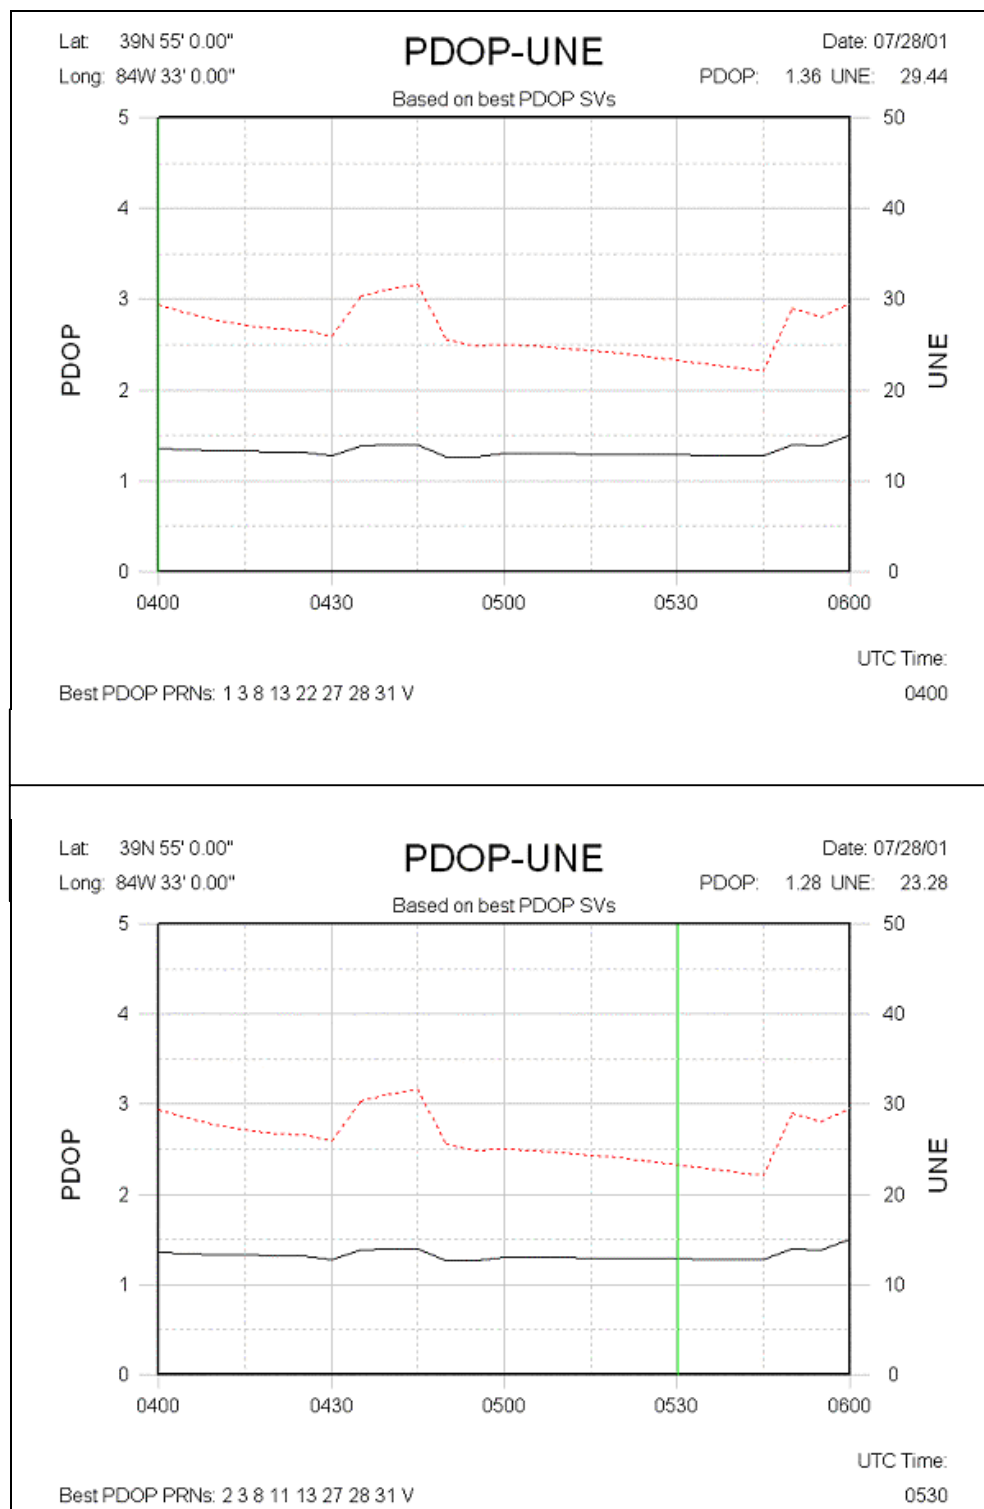 Lat: 39N 55' 0.00" PDOP-UNE Date: 07/28/01
Long: 84W 33' 0.00" PDOP: 1.36 UNE: 29.44
Based on best PDOP SVs
5 50
4 40
3 30
PDOP UNE
2 20
1 10
0 0
0400 0430 0500 0530 0600
UTC Time:
Best PDOP PRNs: 1 3 8 13 22 27 28 31 V 0400
Lat: 39N 55' 0.00" PDOP-UNE Date: 07/28/01
Long: 84W 33' 0.00" PDOP: 1.28 UNE: 23.28
Based on best PDOP SVs
5 50
4 40
3 30
PDOP UNE
2 20
1 10
0 0
0400 0430 0500 0530 0600
UTC Time:
Best PDOP PRNs: 2 3 8 11 13 27 28 31 V 0530